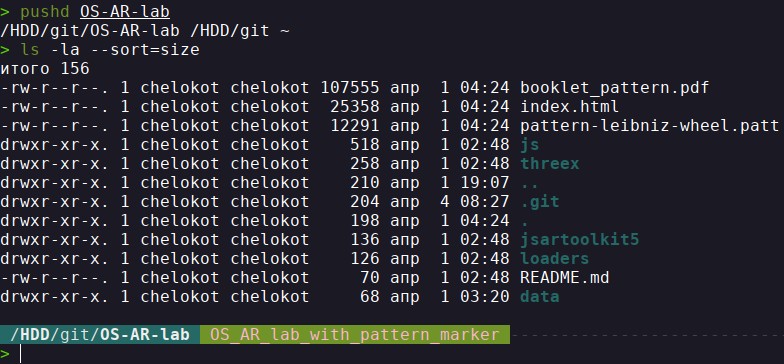 > pushd OS-AR-lab
/HDD/git/OS-AR-lab /HDD/git ~
> ls -la --sort=size
итого 156
-rw-r--r--. 1 chelokot chelokot 107555 апр  1 04:24 booklet_pattern.pdf
-rw-r--r--. 1 chelokot chelokot  25358 апр  1 04:24 index.html
-rw-r--r--. 1 chelokot chelokot  12291 апр  1 04:24 pattern-leibniz-wheel.patt
drwxr-xr-x. 1 chelokot chelokot    518 апр  1 02:48 js
drwxr-xr-x. 1 chelokot chelokot    258 апр  1 02:48 threex
drwxr-xr-x. 1 chelokot chelokot    210 апр  1 19:07 ..
drwxr-xr-x. 1 chelokot chelokot    204 апр  4 08:27 .git
drwxr-xr-x. 1 chelokot chelokot    198 апр  1 04:24 .
drwxr-xr-x. 1 chelokot chelokot    136 апр  1 02:48 jsartoolkit5
drwxr-xr-x. 1 chelokot chelokot    126 апр  1 02:48 loaders
-rw-r--r--. 1 chelokot chelokot     70 апр  1 02:48 README.md
drwxr-xr-x. 1 chelokot chelokot     68 апр  1 03:20 data
/HDD/git/OS-AR-lab OS_AR_lab_with_pattern_marker
>